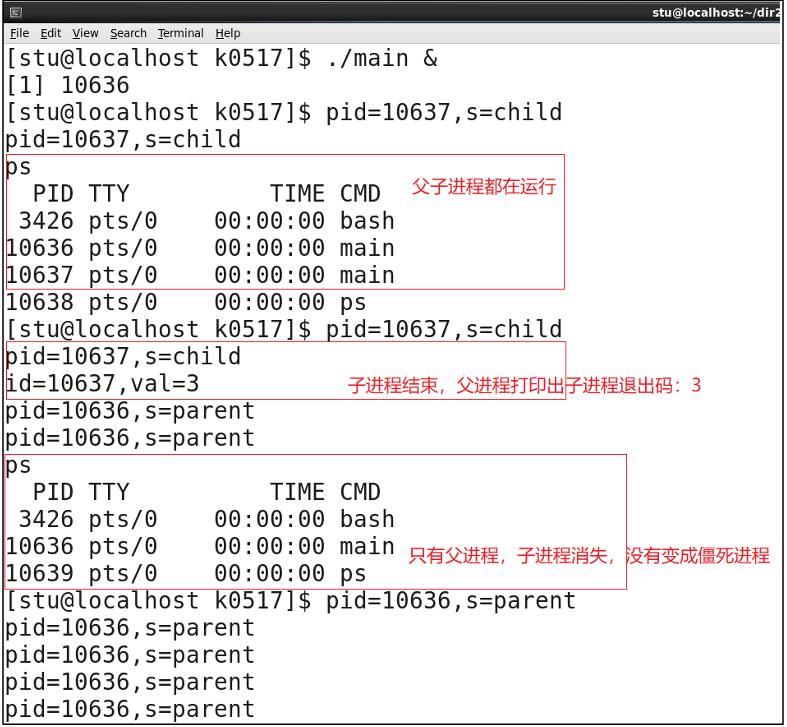 stu@localhost:~/dir2
File Edit View Search Terminal Help
[stu@localhost k0517]$ ./main &
[1] 10636
[stu@localhost k0517]$ pid=10637,s=child
pid=10637,s=child
ps
PID TTY TIME CMD 父子进程都在运行
3426 pts/0 00:00:00 bash
10636 pts/0 00:00:00 main
10637 pts/0 00:00:00 main
10638 pts/0 00:00:00 ps
[stu@localhost k0517]$ pid=10637,s=child
pid=10637,s=child
id=10637,val=3 子进程结束，父进程打印出子进程退出码：3
pid=10636,s=parent
pid=10636,s=parent
ps
PID TTY TIME CMD
3426 pts/0 00:00:00 bash
10636 pts/0 00:00:00 main 只有父进程，子进程消失，没有变成僵死进程
10639 pts/0 00:00:00 ps
[stu@localhost k0517]$ pid=10636,s=parent
pid=10636,s=parent
pid=10636,s=parent
pid=10636,s=parent
pid=10636,s=parent